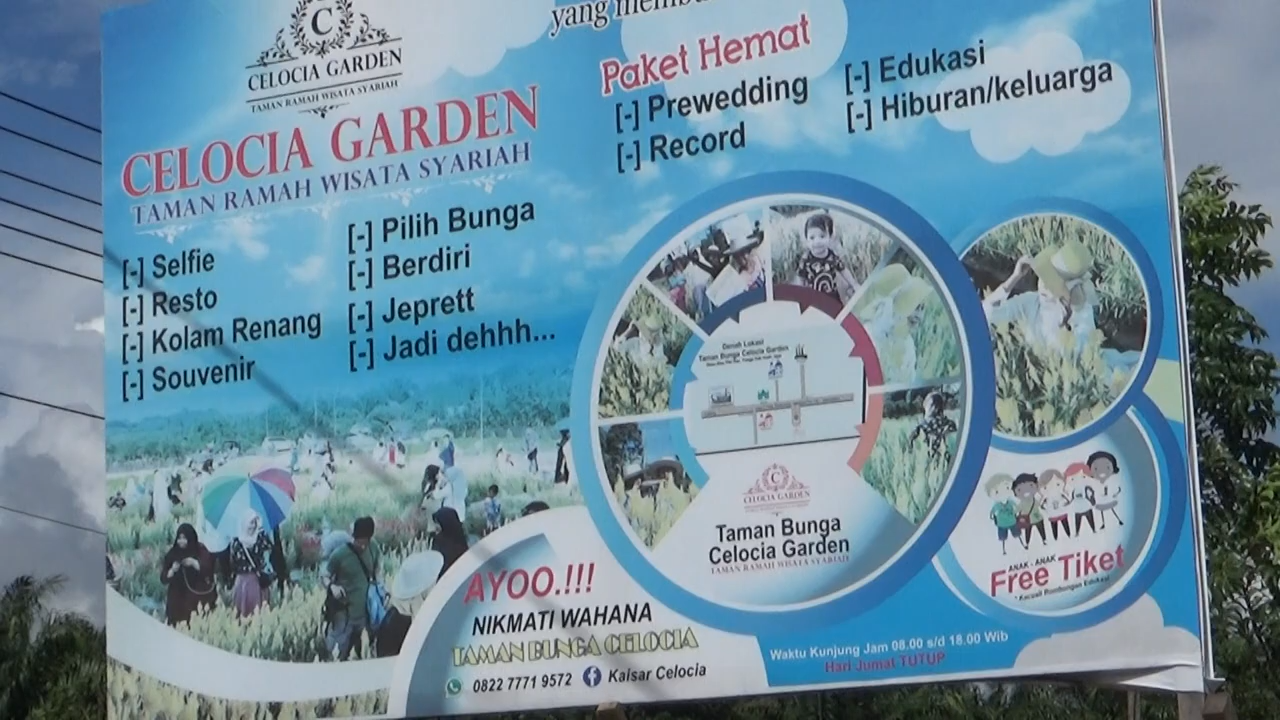 C
CELOCIA GARDEN
TAMAN RAMAH WISATA SYARIAH
CELOCIA GARDEN
TAMAN RAMAH WISATA SYARIAH
[-] Selfie
[-] Resto
[-] Kolam Renang
[-] Souvenir
[-] Pilih Bunga
[-] Berdiri
[-] Jeprett
[-] Jadi dehhh...
yang
Paket Hemat
[-] Prewedding
[-] Record
[-] Edukasi
[-] Hiburan/keluarga
Denah Lokasi
Taman Bunga Celocia Garden
C
CELOCIA GARDEN
Taman Bunga
Celocia Garden
TAMAN RAMAH WISATA SYARIAH
ANAK - ANAK
Free Tiket
Kecuali Rombongan Edukasi
AYOO.!!!
NIKMATI WAHANA
TAMAN BUNGA CELOCIA
0822 7771 9572 f Kaisar Celocia
Waktu Kunjung Jam 08.00 s/d 18.00 Wib
Hari Jumat TUTUP